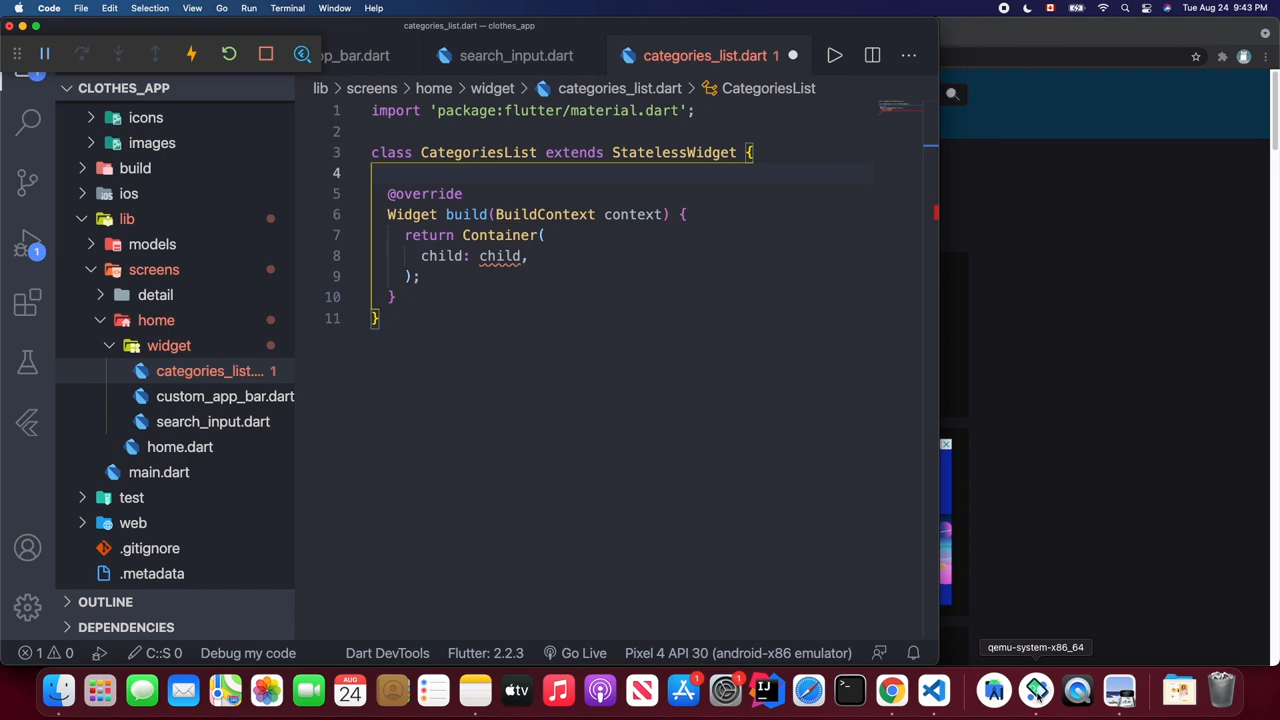 Code File Edit Selection View Go Run Terminal Window Help Tue Aug 24 9:43 PM
categories_list.dart — clothes_app
p_bar.dart search_input.dart categories_list.dart 1
CLOTHES_APP
lib > screens > home > widget > categories_list.dart > CategoriesList
icons
images
build
ios
lib
models
screens
detail
home
widget
categories_list.... 1
custom_app_bar.dart
search_input.dart
home.dart
main.dart
test
web
.gitignore
.metadata
OUTLINE
DEPENDENCIES
1
1 import 'package:flutter/material.dart';
2
3 class CategoriesList extends StatelessWidget {
4
5 @override
6 Widget build(BuildContext context) {
7 return Container(
8 child: child,
9 );
10 }
11 }
qemu-system-x86_64
1 0 C::S 0 Debug my code Dart DevTools Flutter: 2.2.3 Go Live Pixel 4 API 30 (android-x86 emulator)
AUG
24
tv
1
1